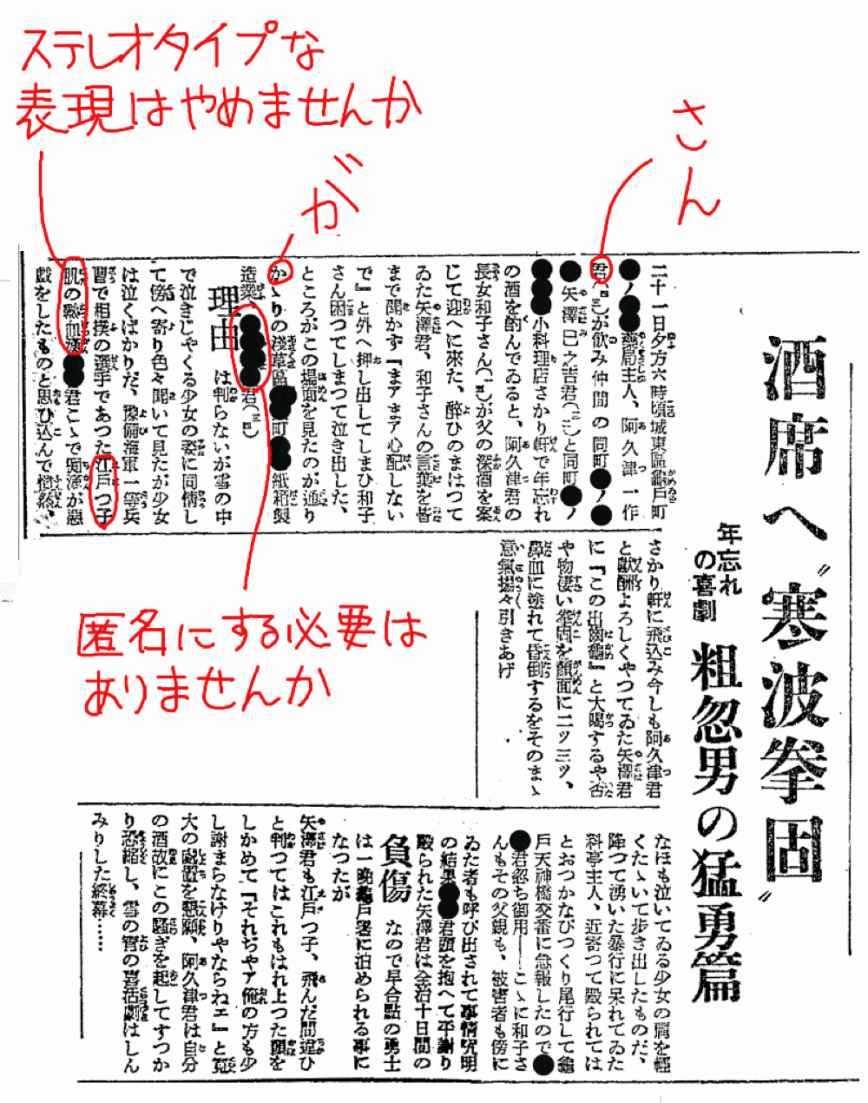 ステレオタイプな
表現はやめませんか
が
さん
匿名にする必要は
ありませんか
酒席へ〝寒波拳固〟
年忘れ
の喜劇
粗忽男の猛勇篇
二十一日夕方六時頃城東區龜戸町
●ノ●●藥局主人、阿久津一作
君が飲み仲間の同町●ノ●
●矢澤巳之吉君と同町●ノ
●●●小料理店さかり軒で年忘れ
の酒を酌んでゐると、阿久津君の
長女和子さんが父の深酒を案
じて迎へに來た、醉ひのまはつて
ゐた矢澤君、和子さんの言葉を皆
まで聞かず『まアまア心配しない
で』と外へ押し出してしまひ和子
さん困つてしまつて泣き出した、
ところがこの場面を見たのが通り
かゝりの淺草區●●町●●紙箱製
造業、●●●●君
理由は判らないが雪の中
で泣きじやくる少女の姿に同情し
て傍へ寄り色々聞いて見たが少女
は泣くばかりだ、豫備海軍一等兵
曹で相撲の選手であつた江戸つ子
肌の熱血漢●●君こゝで痴漢が惡
戲をしたものと思ひ込んで憤然、
さかり軒に飛込み今しも阿久津君
と獻酬よろしくやつてゐた矢澤君
に『この出齒龜』と大喝するや否
や物凄い拳固を顏面に二ツ三ツ、
鼻血に塗れて昏倒するをそのまゝ
意氣揚々引きあげ
なほも泣いてゐる少女の肩を輕
くたゝいて歩き出したものだ、
降つて湧いた暴行に呆れてゐた
料亭主人、近寄つて毆られては
とおつかなびつくり尾行して龜
戸天神橋交番に急報したので●
●君忽ち御用――こゝに和子さ
んもその父親も、被害者も傍に
ゐた者も呼び出されて事情究明
の結果●●君頭を抱へて平謝り
毆られた矢澤君は全治十日間の
負傷なので早合點の勇士
は一晩龜戸署に泊められる事に
なつたが
矢澤君も江戸つ子、飛んだ間違ひ
と判つてはこれもはれ上つた顏を
しかめて『それぢやア俺の方も少
し謝まらなけりやならねエ』と寛
大の處置を懇願、阿久津君は自分
の酒故にこの騷ぎを起してすつか
り恐縮し、雪の宵の喜活劇はしん
みりした終幕……